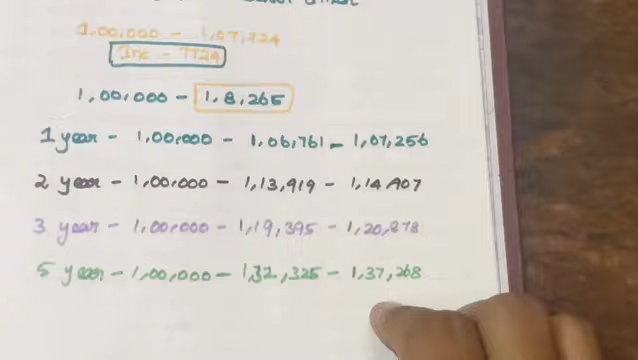 1,00,000 - 1,07,724
Int - 7724
1,00,000 - 1,8,265
1 year - 1,00,000 - 1,06,761 - 1,07,256
2 year - 1,00,000 - 1,13,919 - 1,14,907
3 year - 1,00,000 - 1,19,395 - 1,20,878
5 year - 1,00,000 - 1,32,325 - 1,37,268